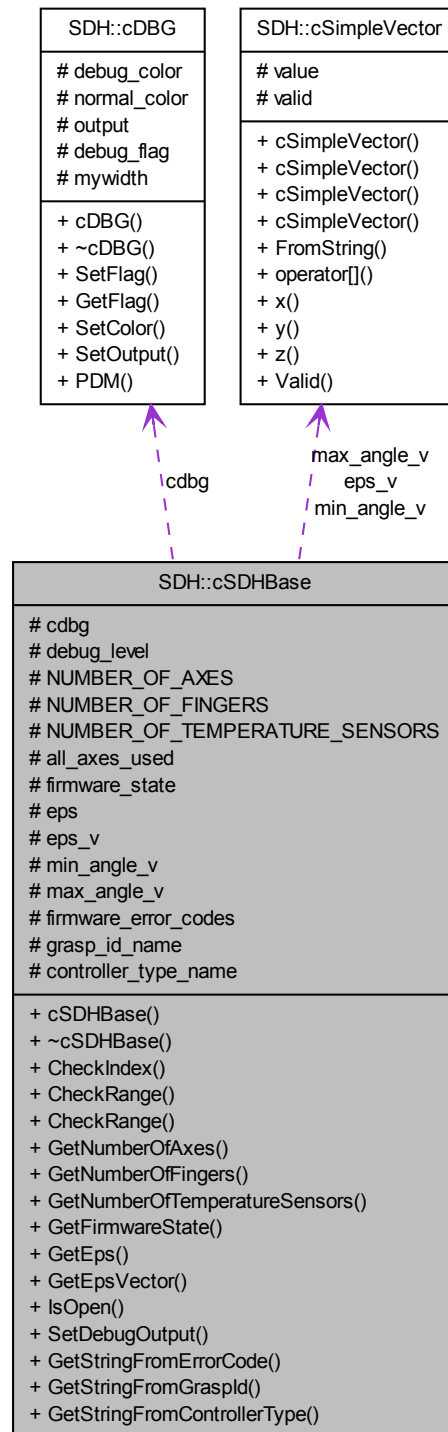 SDH::cDBG
# debug_color
# normal_color
# output
# debug_flag
# mywidth
+ cDBG()
+ ~cDBG()
+ SetFlag()
+ GetFlag()
+ SetColor()
+ SetOutput()
+ PDM()
SDH::cSimpleVector
# value
# valid
+ cSimpleVector()
+ cSimpleVector()
+ cSimpleVector()
+ cSimpleVector()
+ FromString()
+ operator[]()
+ x()
+ y()
+ z()
+ Valid()
cdbg
max_angle_v
eps_v
min_angle_v
SDH::cSDHBase
# cdbg
# debug_level
# NUMBER_OF_AXES
# NUMBER_OF_FINGERS
# NUMBER_OF_TEMPERATURE_SENSORS
# all_axes_used
# firmware_state
# eps
# eps_v
# min_angle_v
# max_angle_v
# firmware_error_codes
# grasp_id_name
# controller_type_name
+ cSDHBase()
+ ~cSDHBase()
+ CheckIndex()
+ CheckRange()
+ CheckRange()
+ GetNumberOfAxes()
+ GetNumberOfFingers()
+ GetNumberOfTemperatureSensors()
+ GetFirmwareState()
+ GetEps()
+ GetEpsVector()
+ IsOpen()
+ SetDebugOutput()
+ GetStringFromErrorCode()
+ GetStringFromGraspId()
+ GetStringFromControllerType()